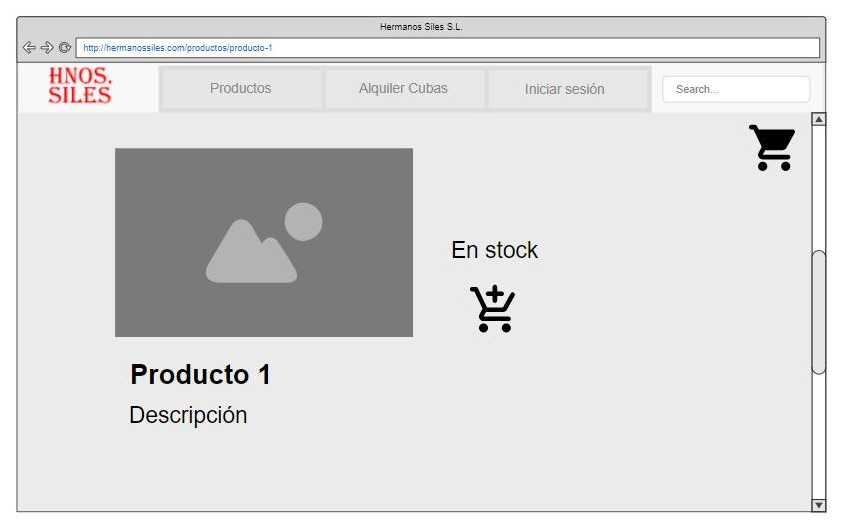 Hermanos Siles S.L.
http://hermanossiles.com/productos/producto-1
HNOS.
SILES
Productos
Alquiler Cubas
Iniciar sesión
Search...
En stock
Producto 1
Descripción